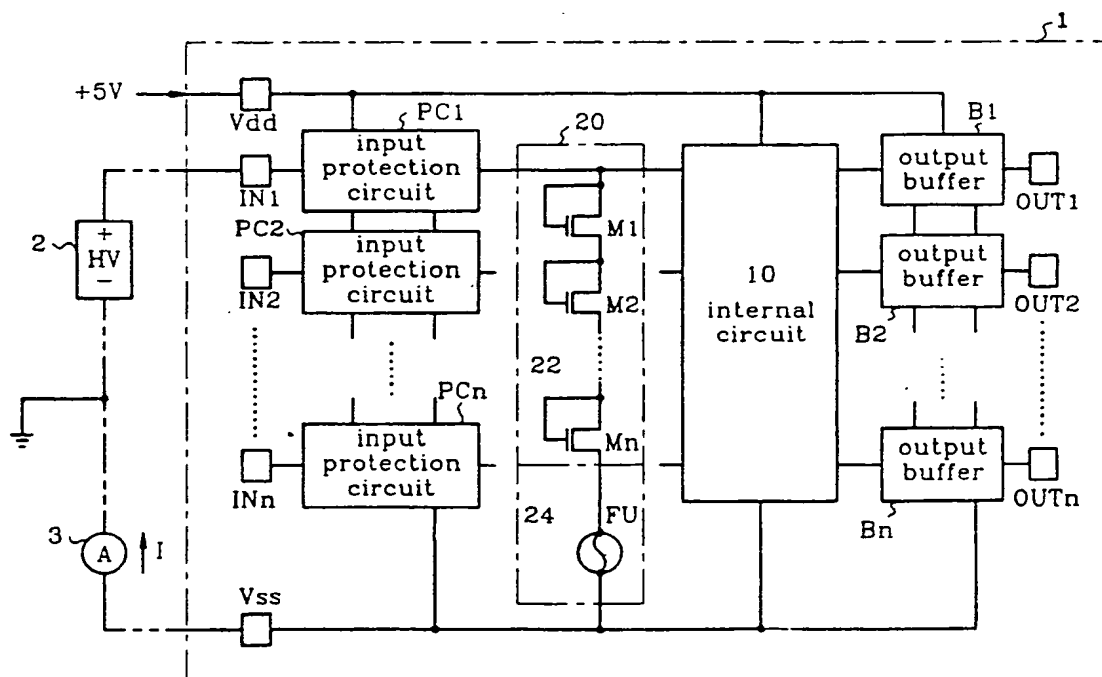 1
+5V
Vdd
PC1
20
B1
input
protection
circuit
output
buffer
IN1
OUT1
M1
2
+
HV
−
PC2
input
protection
circuit
IN2
M2
10
internal
circuit
output
buffer
OUT2
B2
22
PCn
input
protection
circuit
INn
Mn
output
buffer
OUTn
Bn
24
FU
3
A
I
Vss